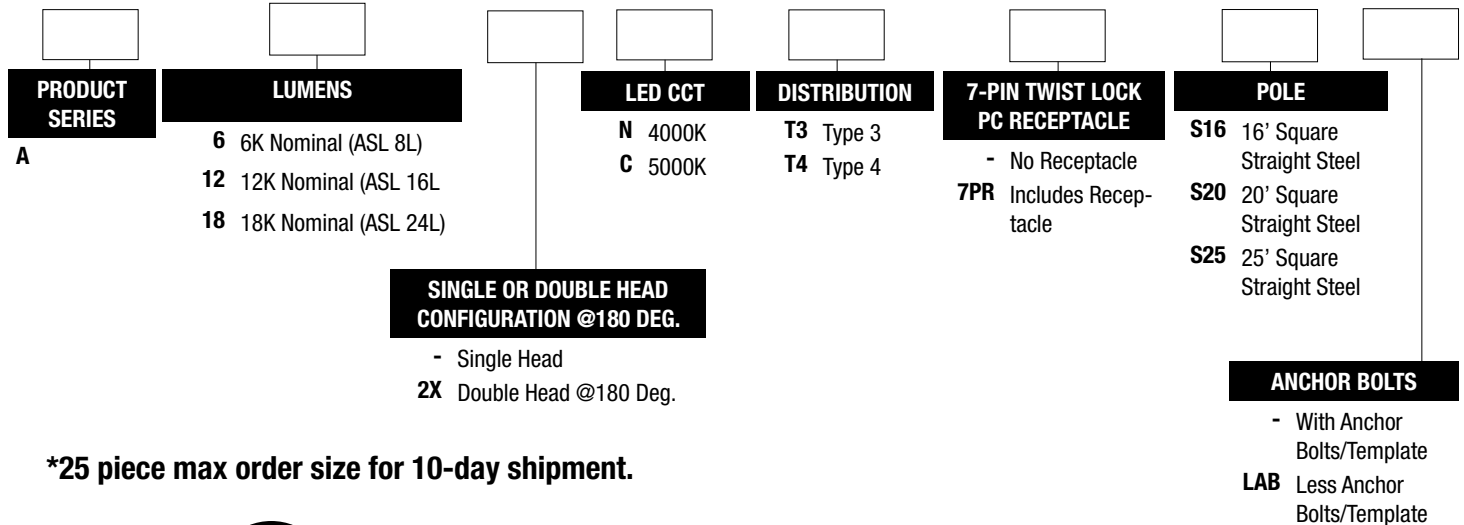 PRODUCT
SERIES
A
LUMENS
6 6K Nominal (ASL 8L)
12 12K Nominal (ASL 16L
18 18K Nominal (ASL 24L)
SINGLE OR DOUBLE HEAD
CONFIGURATION @180 DEG.
- Single Head
2X Double Head @180 Deg.
LED CCT
N 4000K
C 5000K
DISTRIBUTION
T3 Type 3
T4 Type 4
7-PIN TWIST LOCK
PC RECEPTACLE
- No Receptacle
7PR Includes Recep-
tacle
POLE
S16 16’ Square
Straight Steel
S20 20’ Square
Straight Steel
S25 25’ Square
Straight Steel
ANCHOR BOLTS
- With Anchor
Bolts/Template
LAB Less Anchor
Bolts/Template
*25 piece max order size for 10-day shipment.